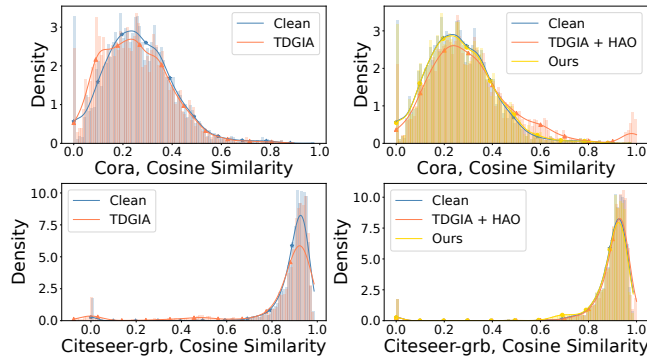 Density
3
2
1
0
Clean
TDGIA
0.0 0.2 0.4 0.6 0.8 1.0
Cora, Cosine Similarity
Density
3
2
1
0
Clean
TDGIA + HAO
Ours
0.0 0.2 0.4 0.6 0.8 1.0
Cora, Cosine Similarity
Density
10.0
7.5
5.0
2.5
0.0
Clean
TDGIA
0.0 0.2 0.4 0.6 0.8 1.0
Citeseer-grb, Cosine Similarity
Density
10.0
7.5
5.0
2.5
0.0
Clean
TDGIA + HAO
Ours
0.0 0.2 0.4 0.6 0.8 1.0
Citeseer-grb, Cosine Similarity